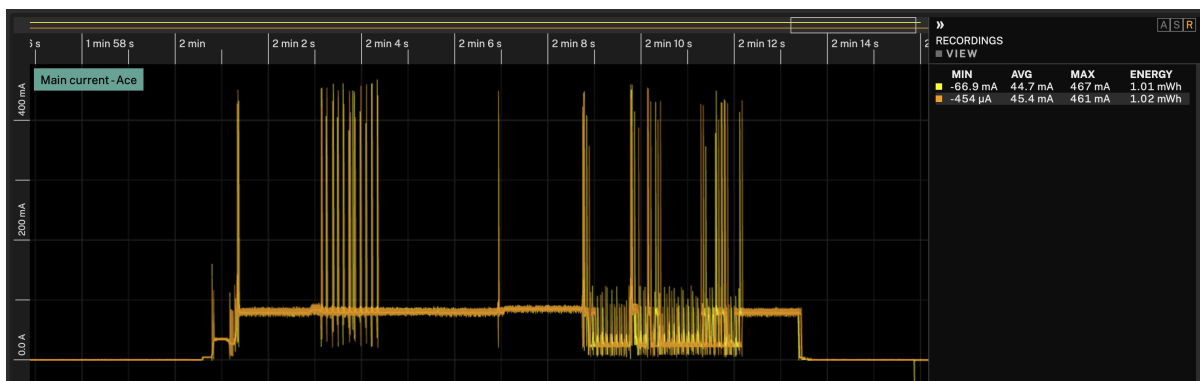 »
A S R
RECORDINGS
VIEW
MIN AVG MAX ENERGY
-66.9 mA 44.7 mA 467 mA 1.01 mWh
-454 µA 45.4 mA 461 mA 1.02 mWh
s 1 min 58 s 2 min 2 min 2 s 2 min 4 s 2 min 6 s 2 min 8 s 2 min 10 s 2 min 12 s 2 min 14 s 2
Main current - Ace
400 mA
200 mA
0.0 A